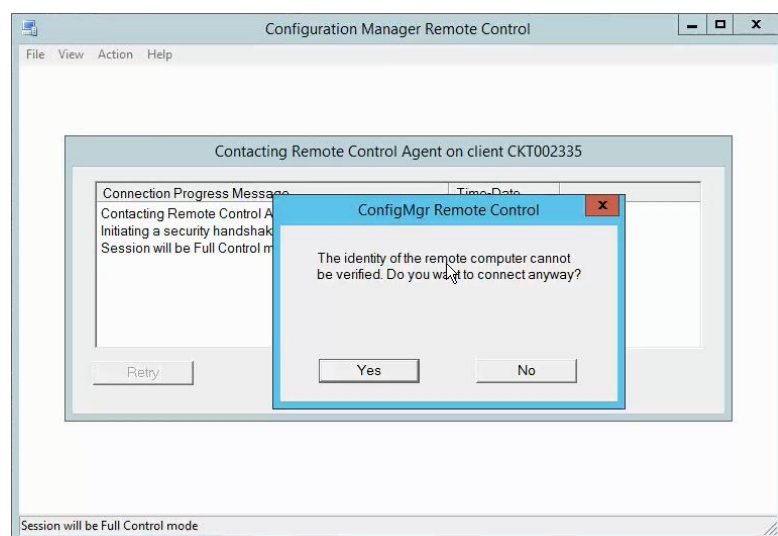 Configuration Manager Remote Control
File View Action Help
Contacting Remote Control Agent on client CKT002335
Connection Progress Message Time-Date
Contacting Remote Control A
Initiating a security handshak
Session will be Full Control m
ConfigMgr Remote Control
The identity of the remote computer cannot
be verified. Do you want to connect anyway?
Retry
Yes No
Session will be Full Control mode